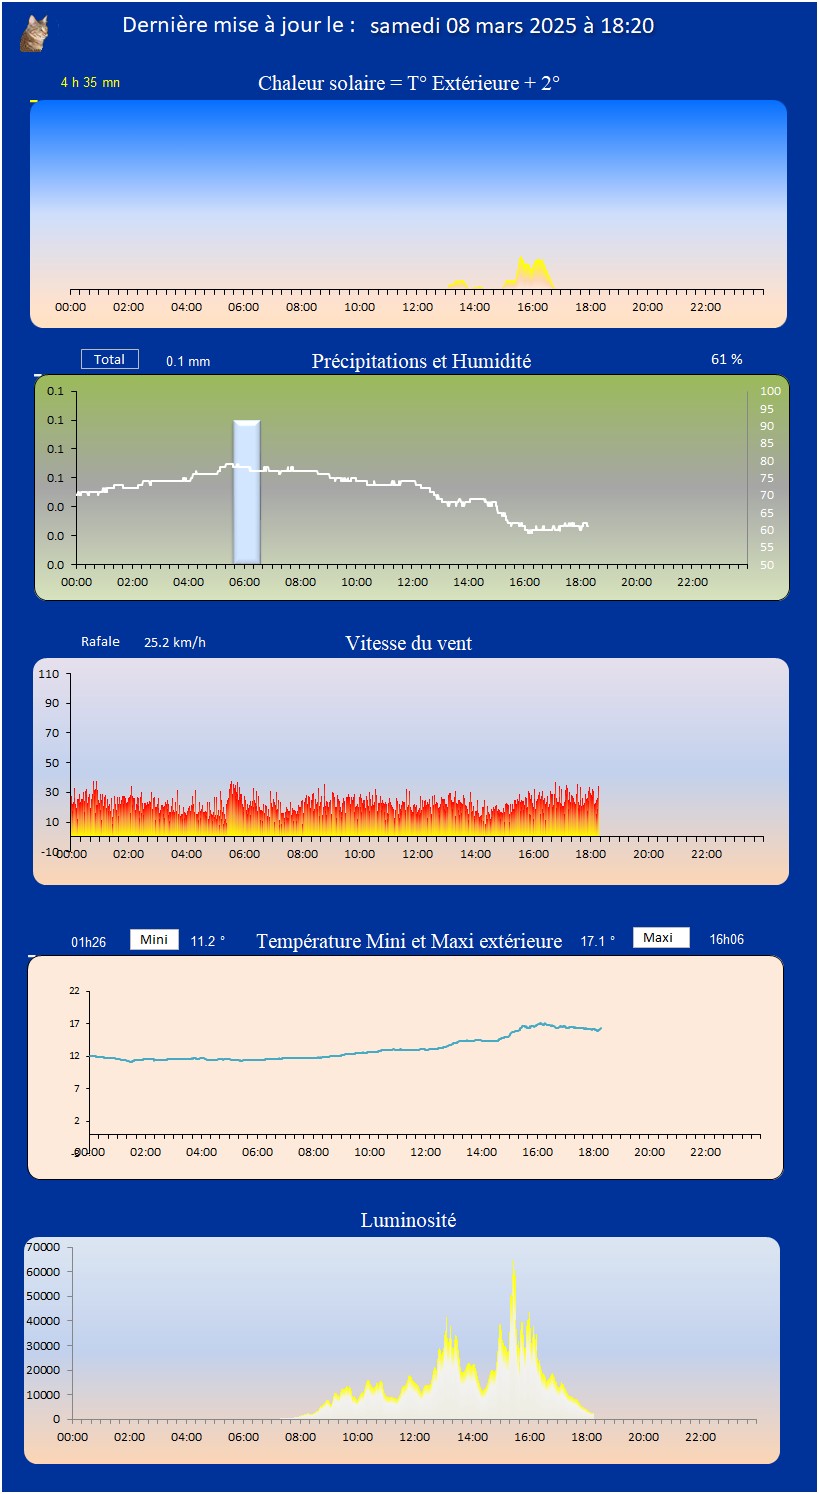 Dernière mise à jour le : samedi 08 mars 2025 à 18:20
4 h 35 mn Chaleur solaire = T° Extérieure + 2°
00:00 02:00 04:00 06:00 08:00 10:00 12:00 14:00 16:00 18:00 20:00 22:00
Total 0.1 mm Précipitations et Humidité 61 %
0.1 100
95
0.1 90
85
0.1 80
0.1 75
70
0.0 65
0.0 60
55
0.0 50
00:00 02:00 04:00 06:00 08:00 10:00 12:00 14:00 16:00 18:00 20:00 22:00
Rafale 25.2 km/h Vitesse du vent
110
90
70
50
30
10
-10
00:00 02:00 04:00 06:00 08:00 10:00 12:00 14:00 16:00 18:00 20:00 22:00
01h26 Mini 11.2 ° Température Mini et Maxi extérieure 17.1 ° Maxi 16h06
22
17
12
7
2
00:00 02:00 04:00 06:00 08:00 10:00 12:00 14:00 16:00 18:00 20:00 22:00
Luminosité
70000
60000
50000
40000
30000
20000
10000
0
00:00 02:00 04:00 06:00 08:00 10:00 12:00 14:00 16:00 18:00 20:00 22:00